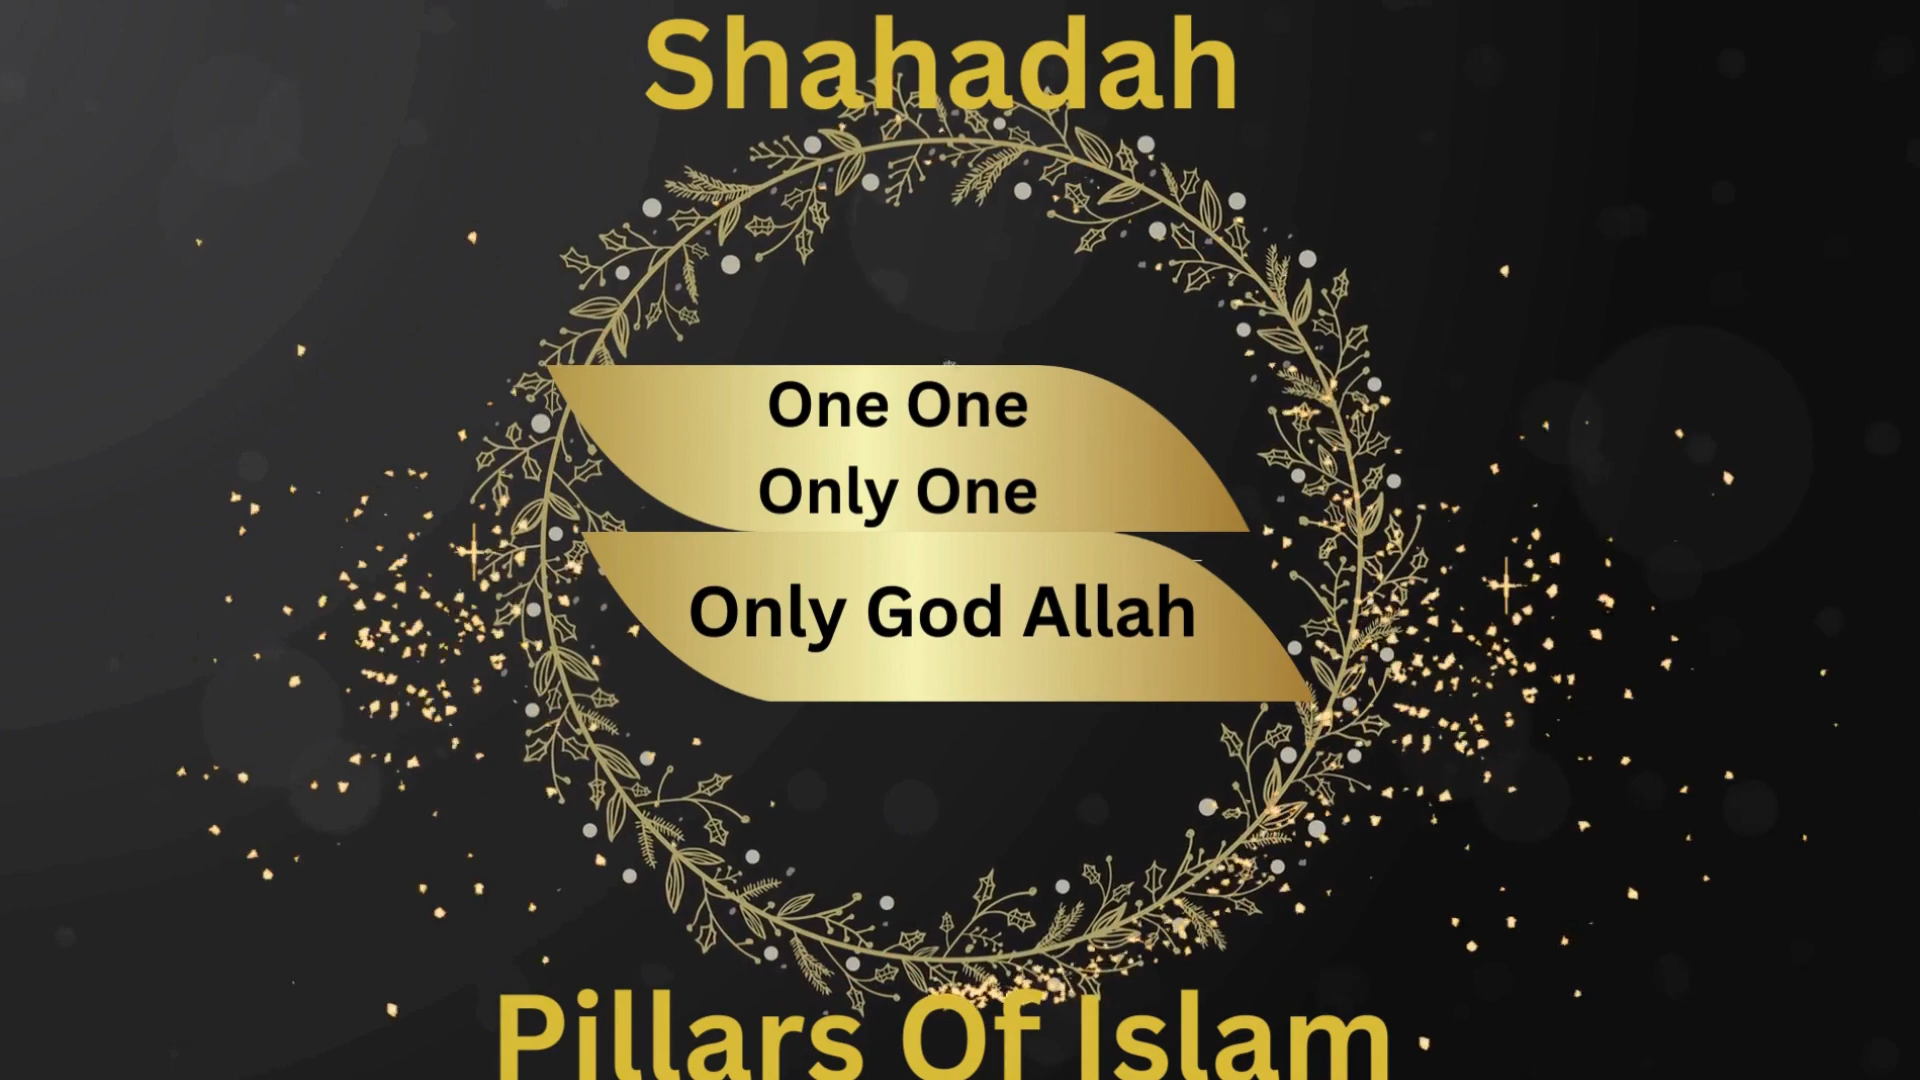 Shahadah
One One
Only One
Only God Allah
Pillars Of Islam